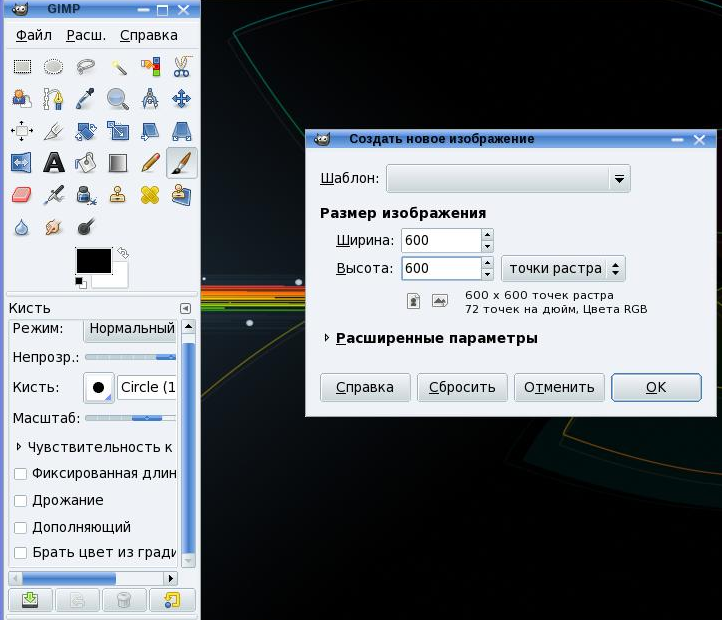 GIMP
Файл Расш. Справка
Кисть
Режим: Нормальный
Непрозр.:
Кисть: Circle (1
Масштаб:
Чувствительность к
Фиксированная длин
Дрожание
Дополняющий
Брать цвет из гради
Создать новое изображение
Шаблон:
Размер изображения
Ширина: 600
Высота: 600 точки растра
600 x 600 точек растра
72 точек на дюйм, Цвета RGB
Расширенные параметры
Справка Сбросить Отменить OK